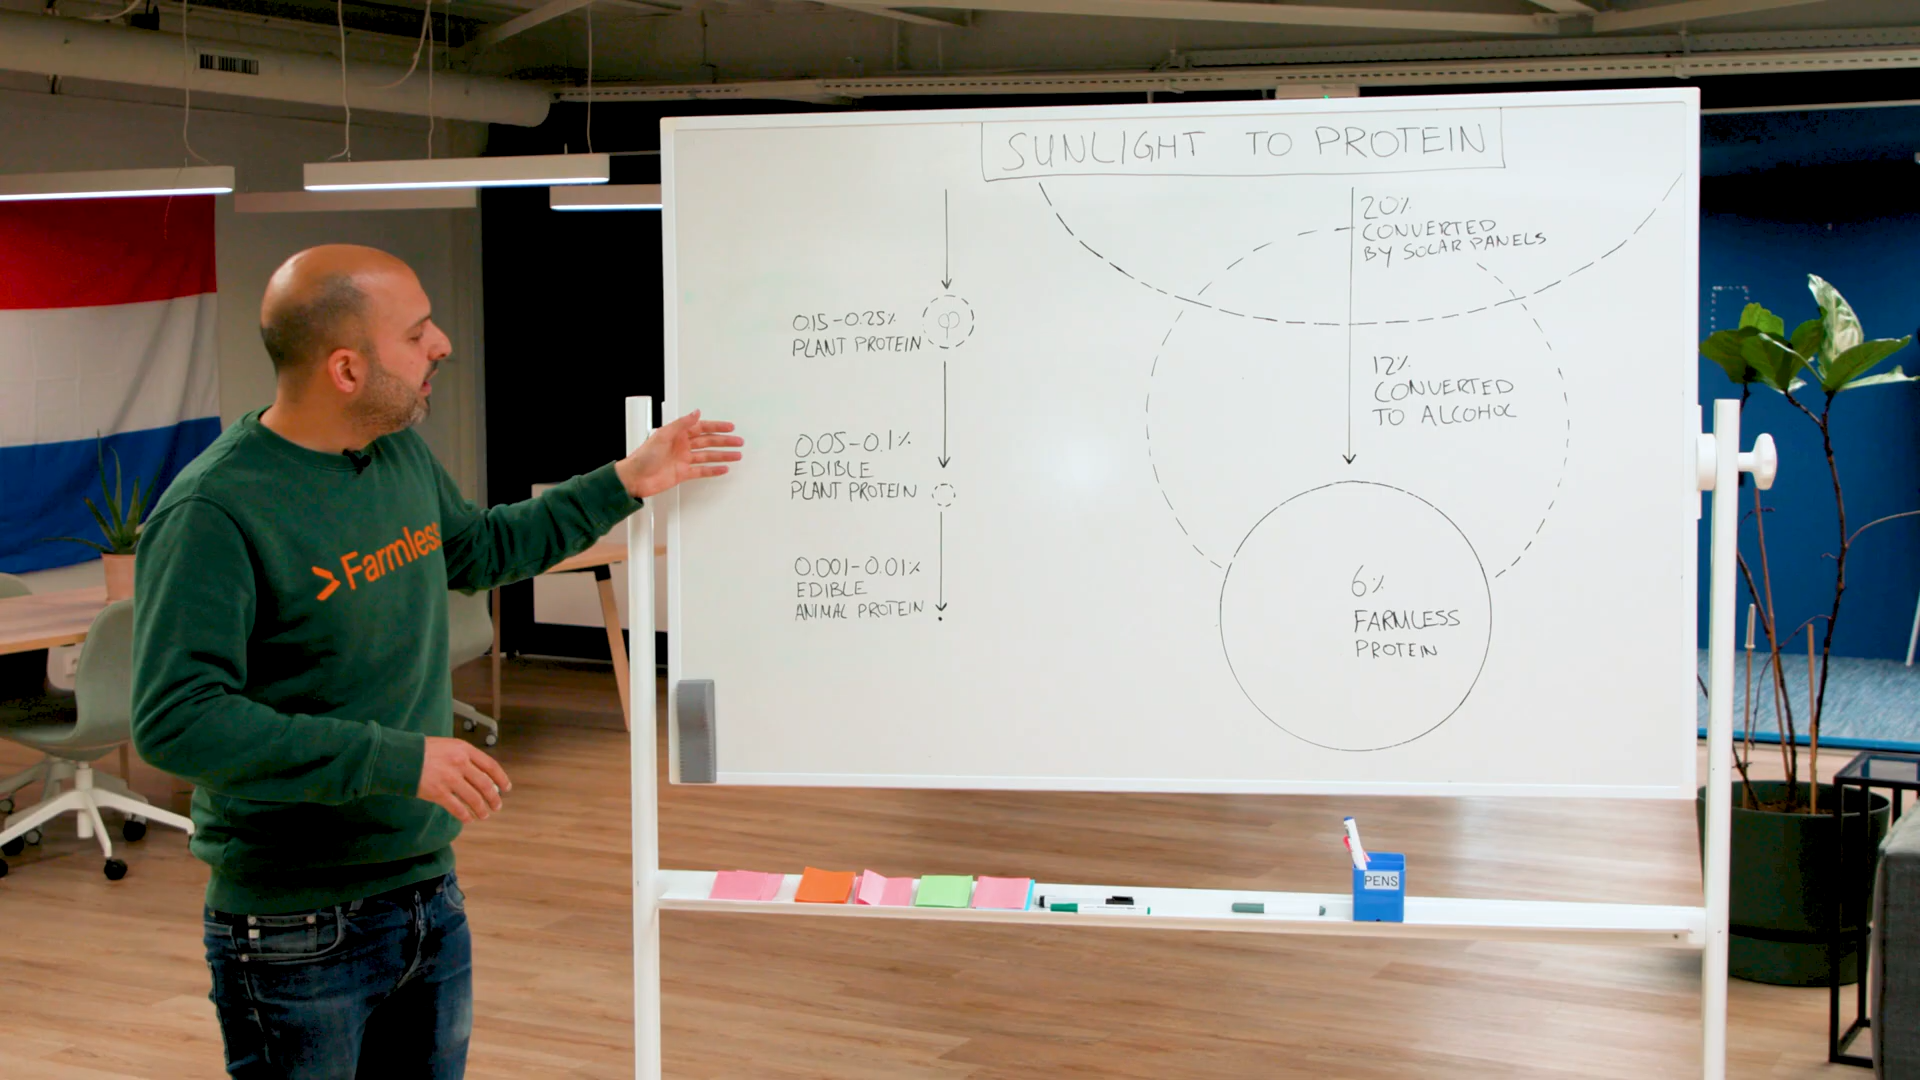 SUNLIGHT TO PROTEIN
0.15-0.25%
PLANT PROTEIN
0.05-0.1%
EDIBLE
PLANT PROTEIN
0.001-0.01%
EDIBLE
ANIMAL PROTEIN
20%
CONVERTED
BY SOLAR PANELS
12%
CONVERTED
TO ALCOHOL
6%
FARMLESS
PROTEIN
> Farmless
PENS